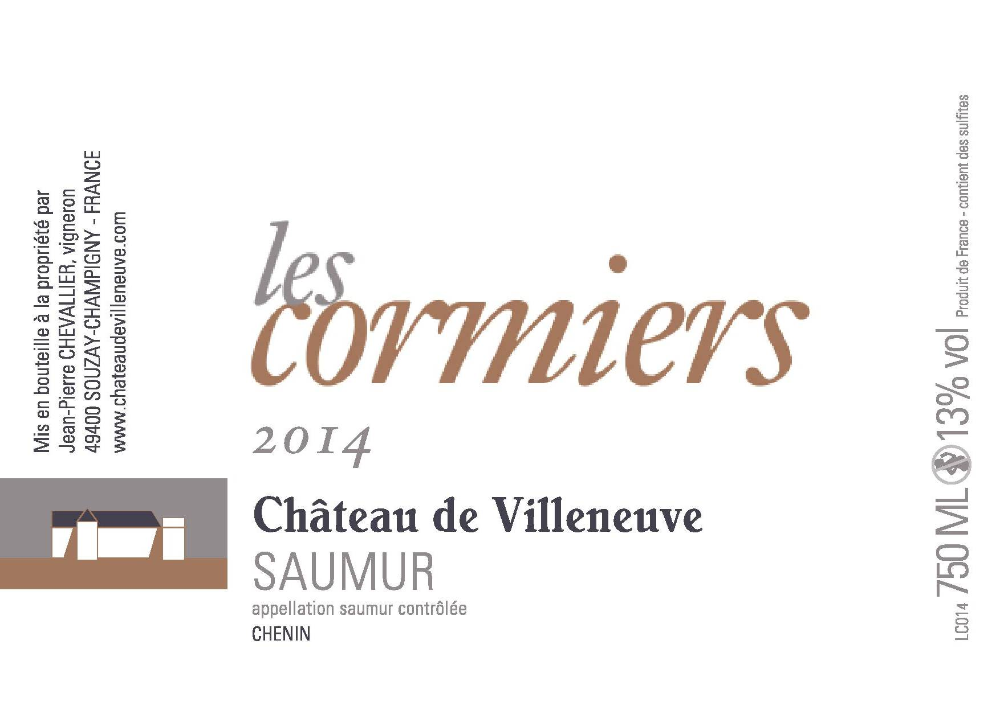 Mis en bouteille à la propriété par
Jean-Pierre CHEVALLIER, vigneron
49400 SOUZAY-CHAMPIGNY - FRANCE
www.chateaudevilleneuve.com
les
cormiers
2014
Château de Villeneuve
SAUMUR
appellation saumur contrôlée
CHENIN
LC014 750 ML 13% vol Produit de France - contient des sulfites